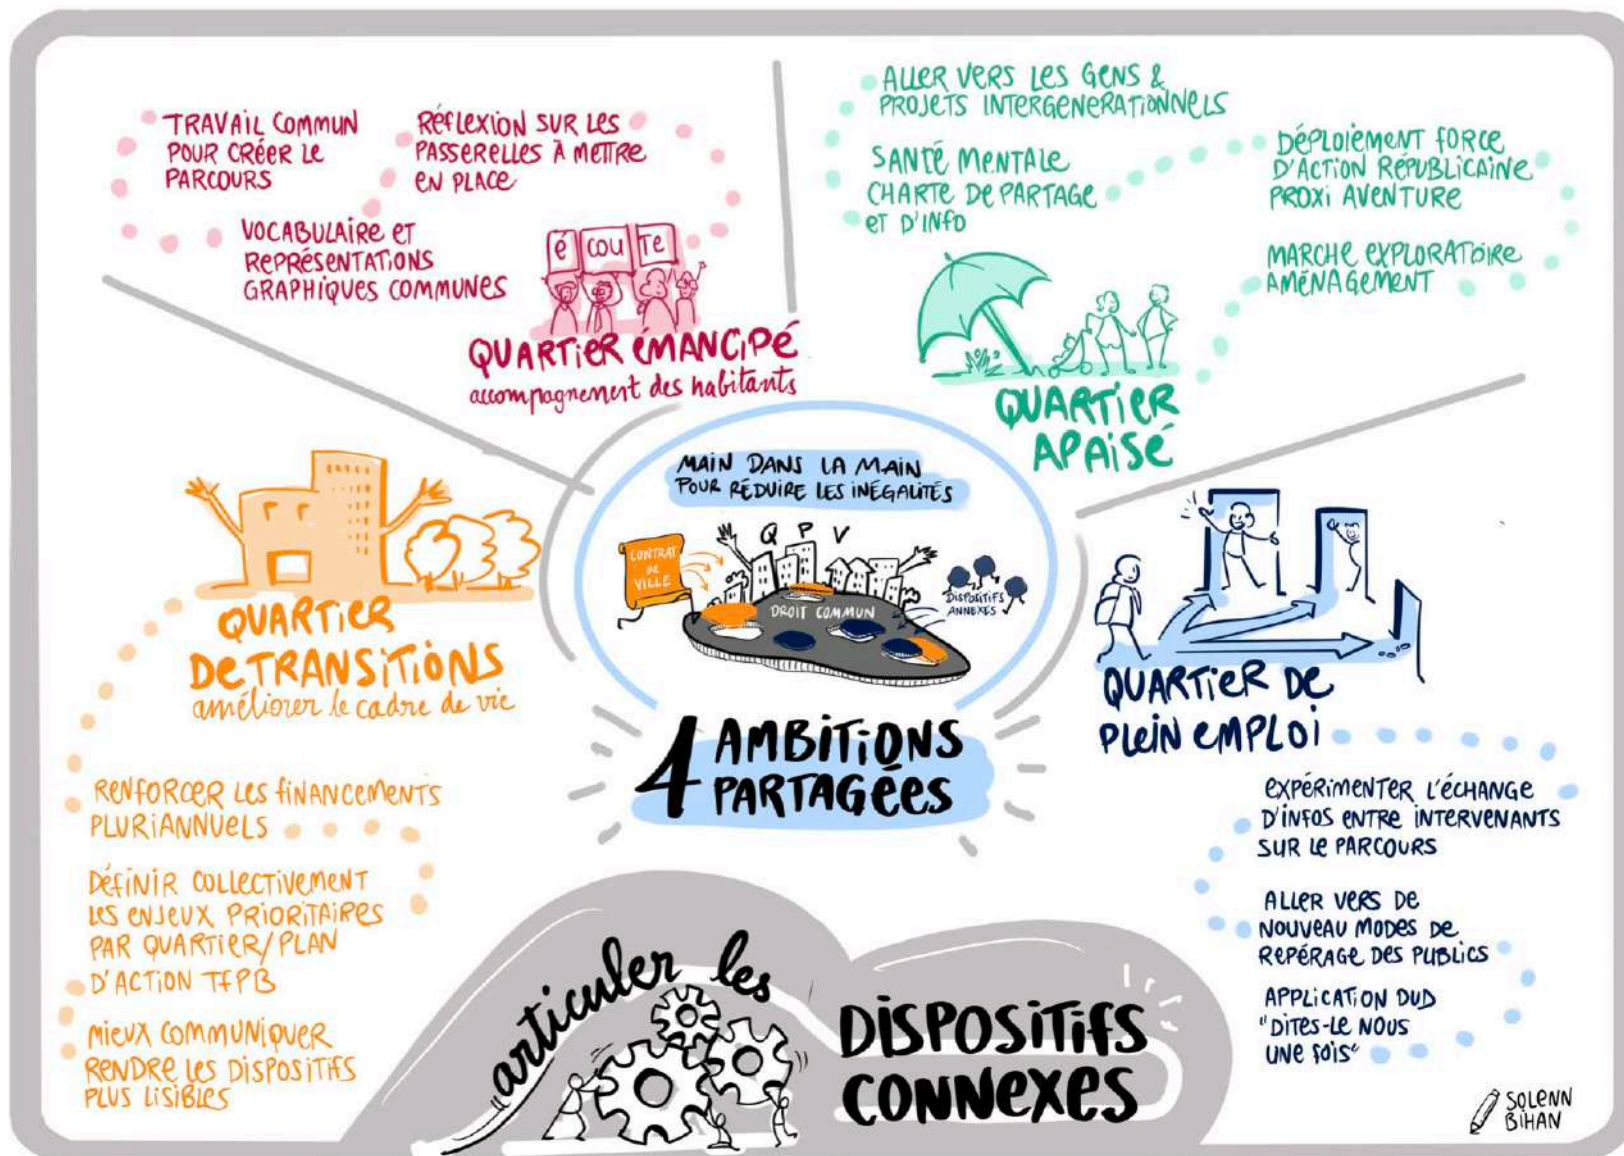 TRAVAIL COMMUN
POUR CRÉER LE
PARCOURS
RÉFLEXION SUR LES
PASSERELLES À METTRE
EN PLACE
VOCABULAIRE ET
REPRÉSENTATIONS
GRAPHIQUES COMMUNES
é COU TE
QUARTIER ÉMANCIPÉ
accompagnement des habitants
ALLER VERS LES GENS &
PROJETS INTERGENERATIONNELS
SANTÉ MENTALE
CHARTE DE PARTAGE
ET D'INFO
DÉPLOIEMENT FORCE
D'ACTION RÉPUBLICAINE
PROXI AVENTURE
MARCHE EXPLORATOIRE
AMÉNAGEMENT
QUARTIER
APAISÉ
MAIN DANS LA MAIN
POUR RÉDUIRE LES INÉGALITÉS
Q P V
CONTRAT
DE
VILLE
DROIT COMMUN
DISPOSITIFS
ANNEXES
4 AMBITIONS
PARTAGÉES
QUARTIER
DE TRANSITIONS
améliorer le cadre de vie
RENFORCER LES FINANCEMENTS
PLURIANNUELS
DÉFINIR COLLECTIVEMENT
LES ENJEUX PRIORITAIRES
PAR QUARTIER/PLAN
D'ACTION TFPB
MIEUX COMMUNIQUER
RENDRE LES DISPOSITIFS
PLUS LISIBLES
QUARTIER DE
PLEIN EMPLOI
EXPÉRIMENTER L'ÉCHANGE
D'INFOS ENTRE INTERVENANTS
SUR LE PARCOURS
ALLER VERS DE
NOUVEAU MODES DE
REPÉRAGE DES PUBLICS
APPLICATION DUD
"DITES-LE NOUS
UNE FOIS"
articuler les
DISPOSITIFS
CONNEXES
SOLENN
BIHAN